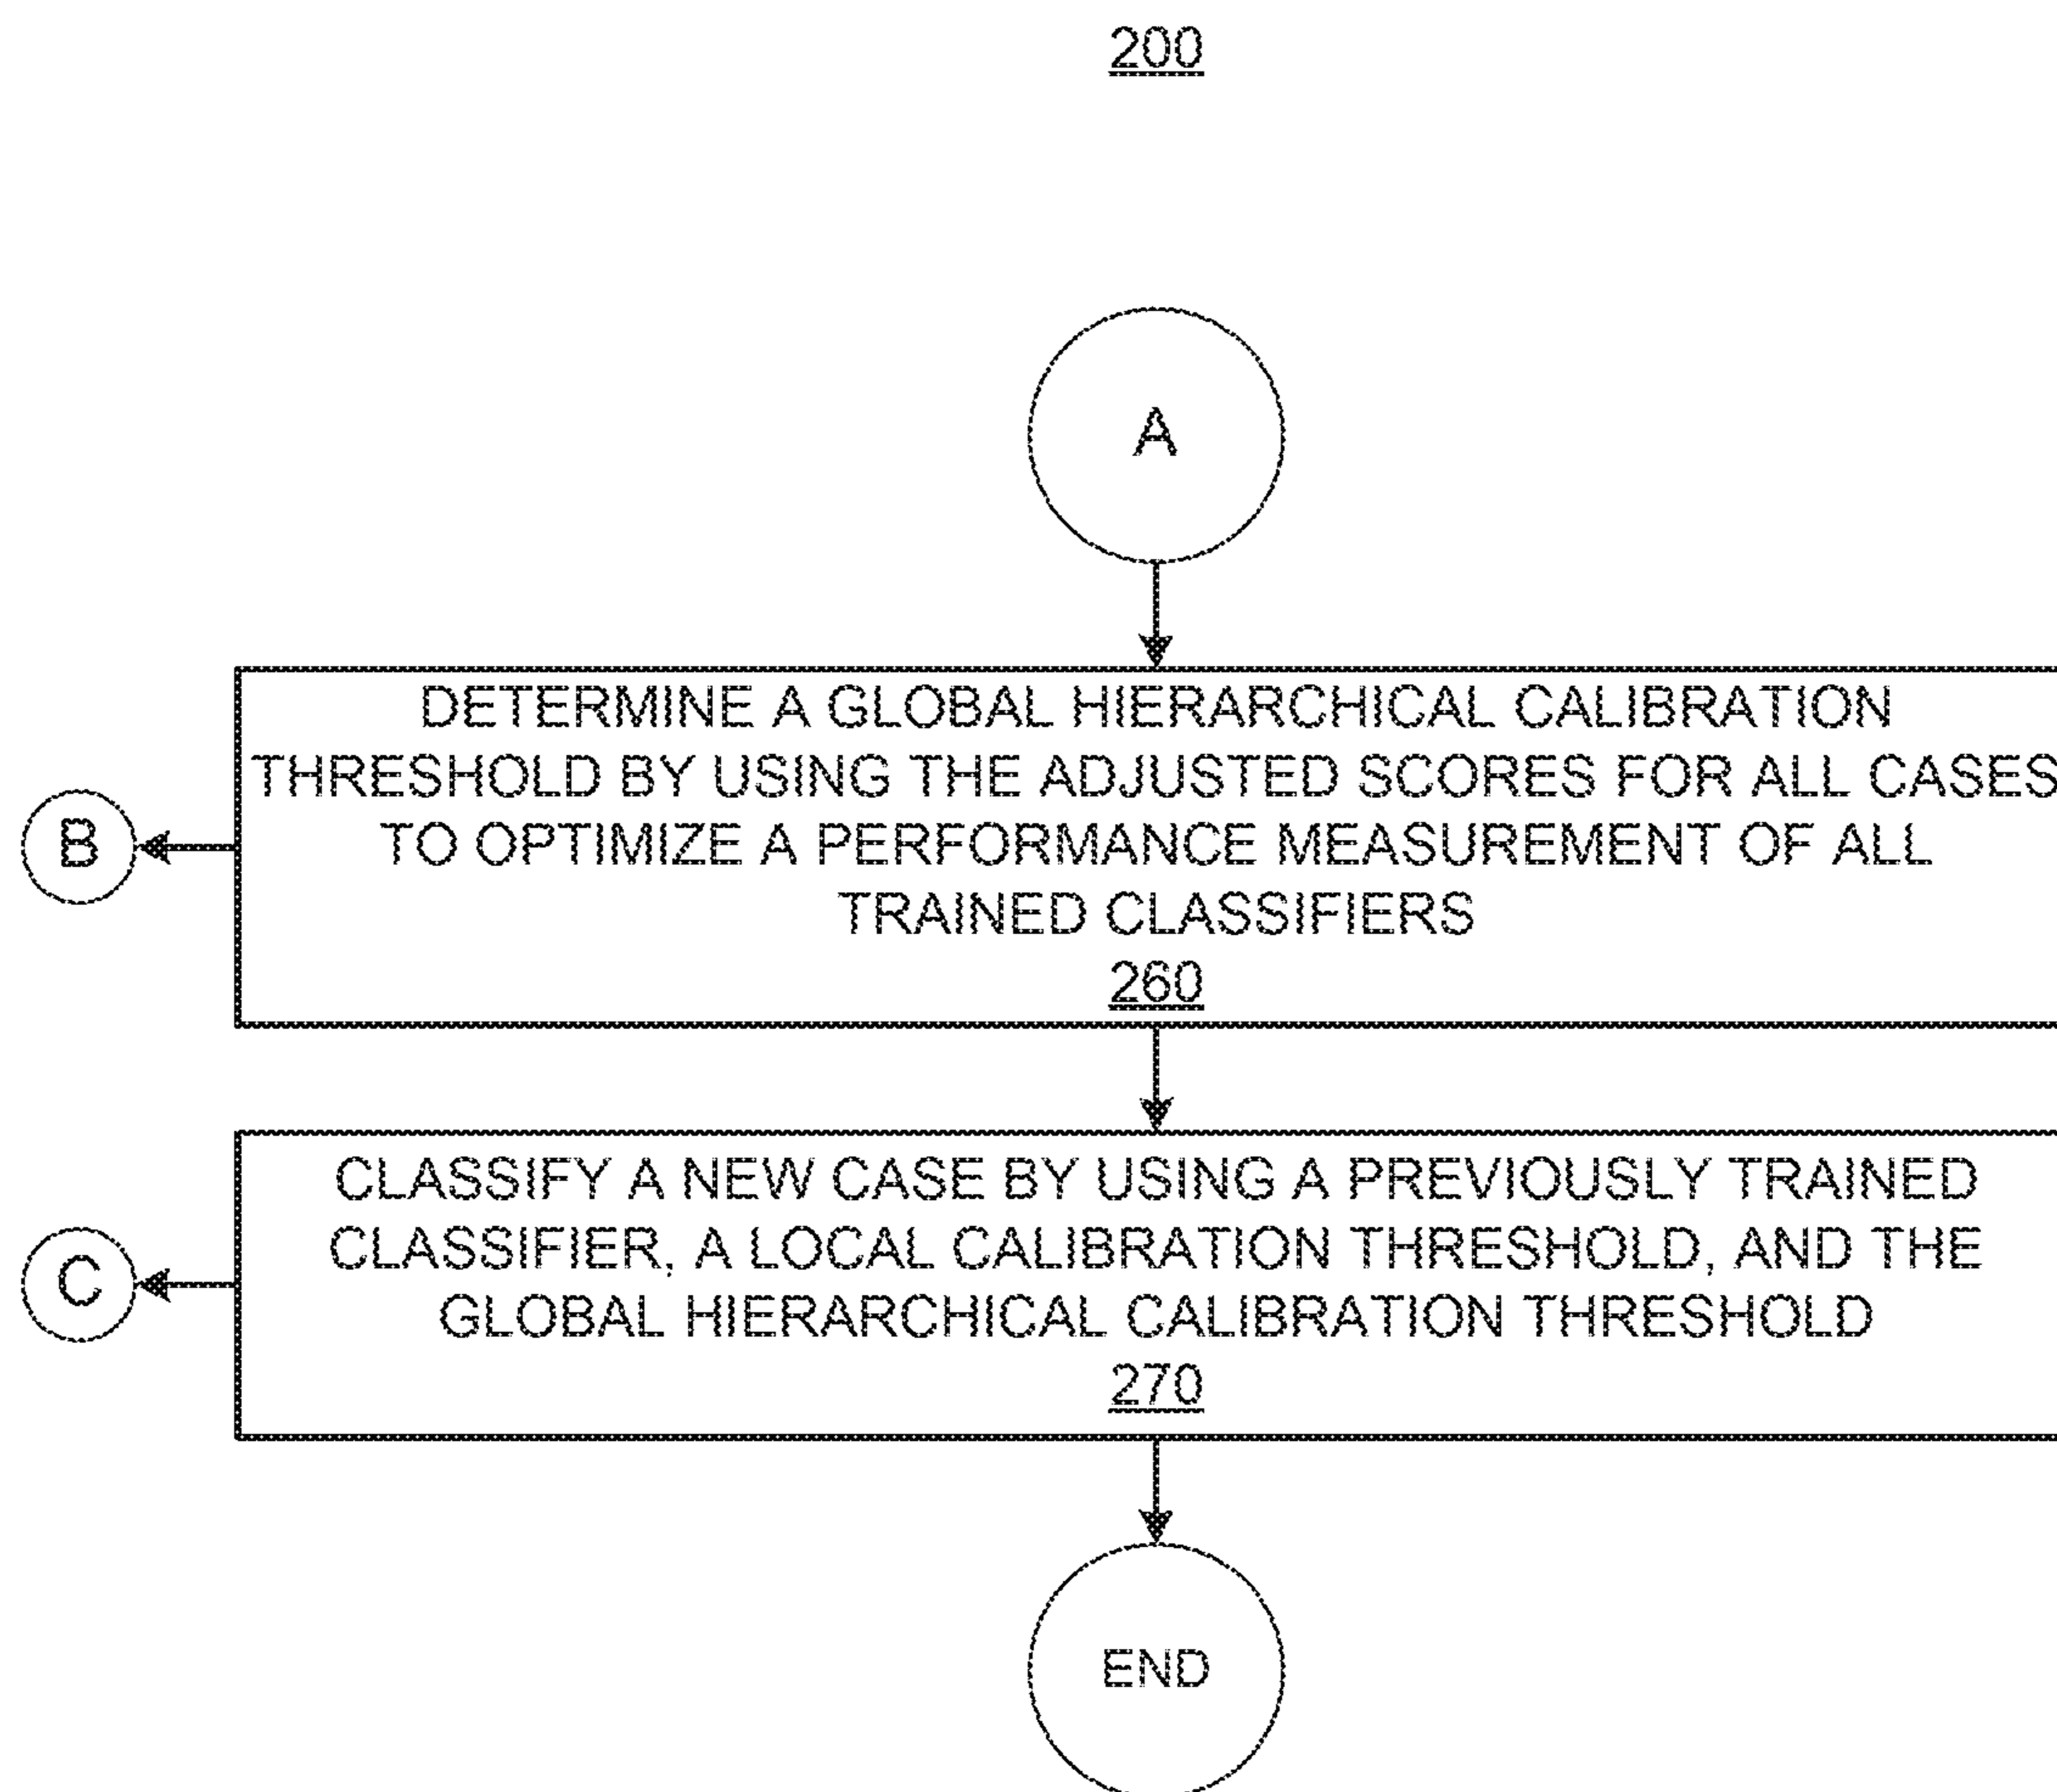 200
A
DETERMINE A GLOBAL HIERARCHICAL CALIBRATION
THRESHOLD BY USING THE ADJUSTED SCORES FOR ALL CASES
TO OPTIMIZE A PERFORMANCE MEASUREMENT OF ALL
TRAINED CLASSIFIERS
260
B
CLASSIFY A NEW CASE BY USING A PREVIOUSLY TRAINED
CLASSIFIER, A LOCAL CALIBRATION THRESHOLD, AND THE
GLOBAL HIERARCHICAL CALIBRATION THRESHOLD
270
C
END